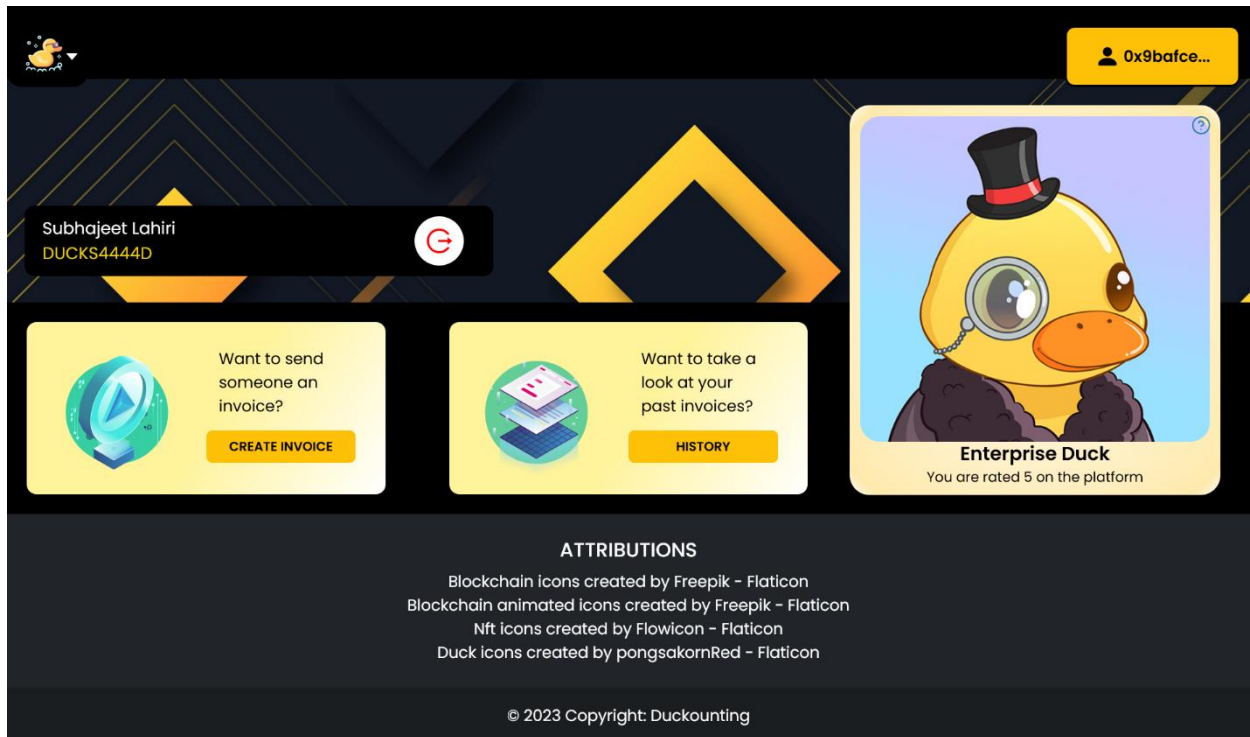 0x9bafce...
Subhajeet Lahiri
DUCKS4444D
Want to send
someone an
invoice?
CREATE INVOICE
Want to take a
look at your
past invoices?
HISTORY
?
Enterprise Duck
You are rated 5 on the platform
ATTRIBUTIONS
Blockchain icons created by Freepik - Flaticon
Blockchain animated icons created by Freepik - Flaticon
Nft icons created by Flowicon - Flaticon
Duck icons created by pongsakornRed - Flaticon
© 2023 Copyright: Duckounting